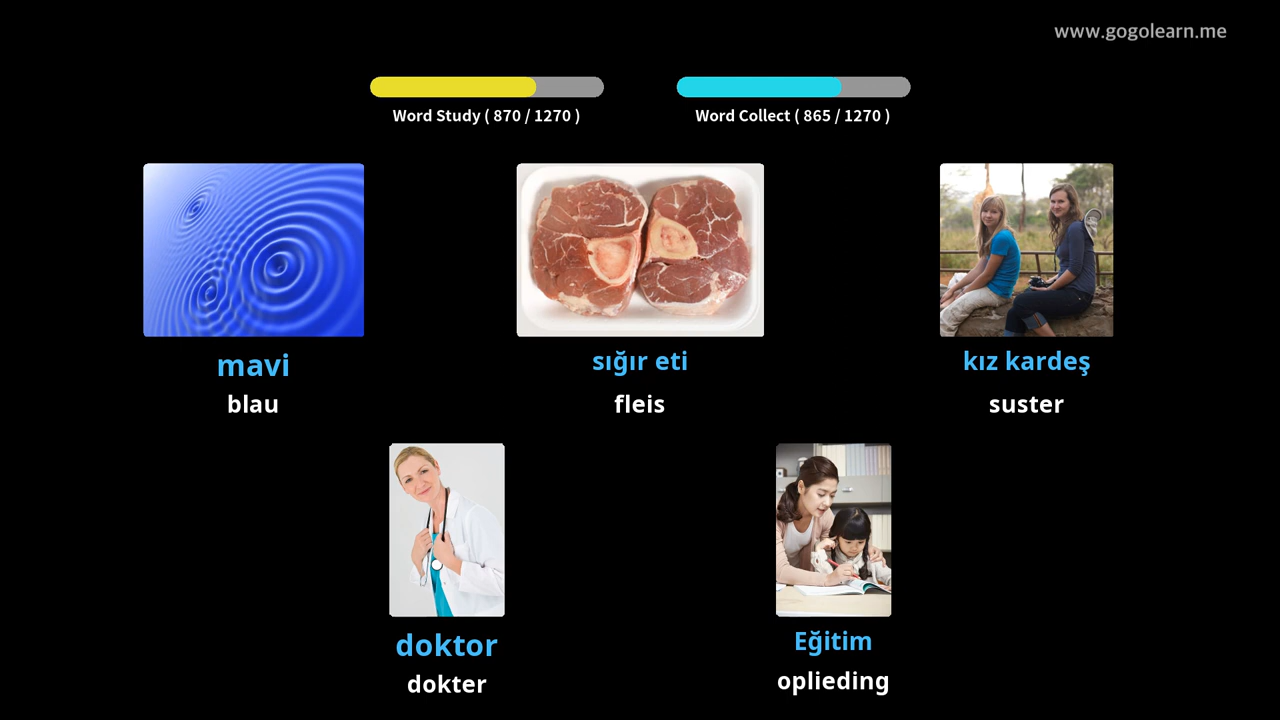 www.gogolearn.me
Word Study ( 870 / 1270 )
Word Collect ( 865 / 1270 )
mavi
blau
sığır eti
fleis
kız kardeş
suster
doktor
dokter
Eğitim
oplieding